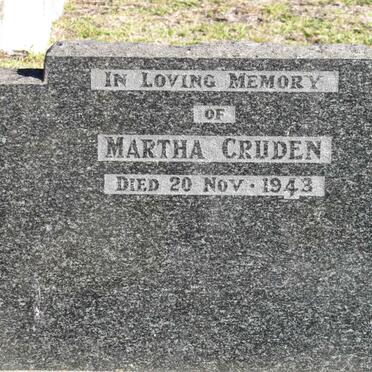 IN LOVING MEMORY
OF
MARTHA CRUDEN
DIED 20 NOV · 1943